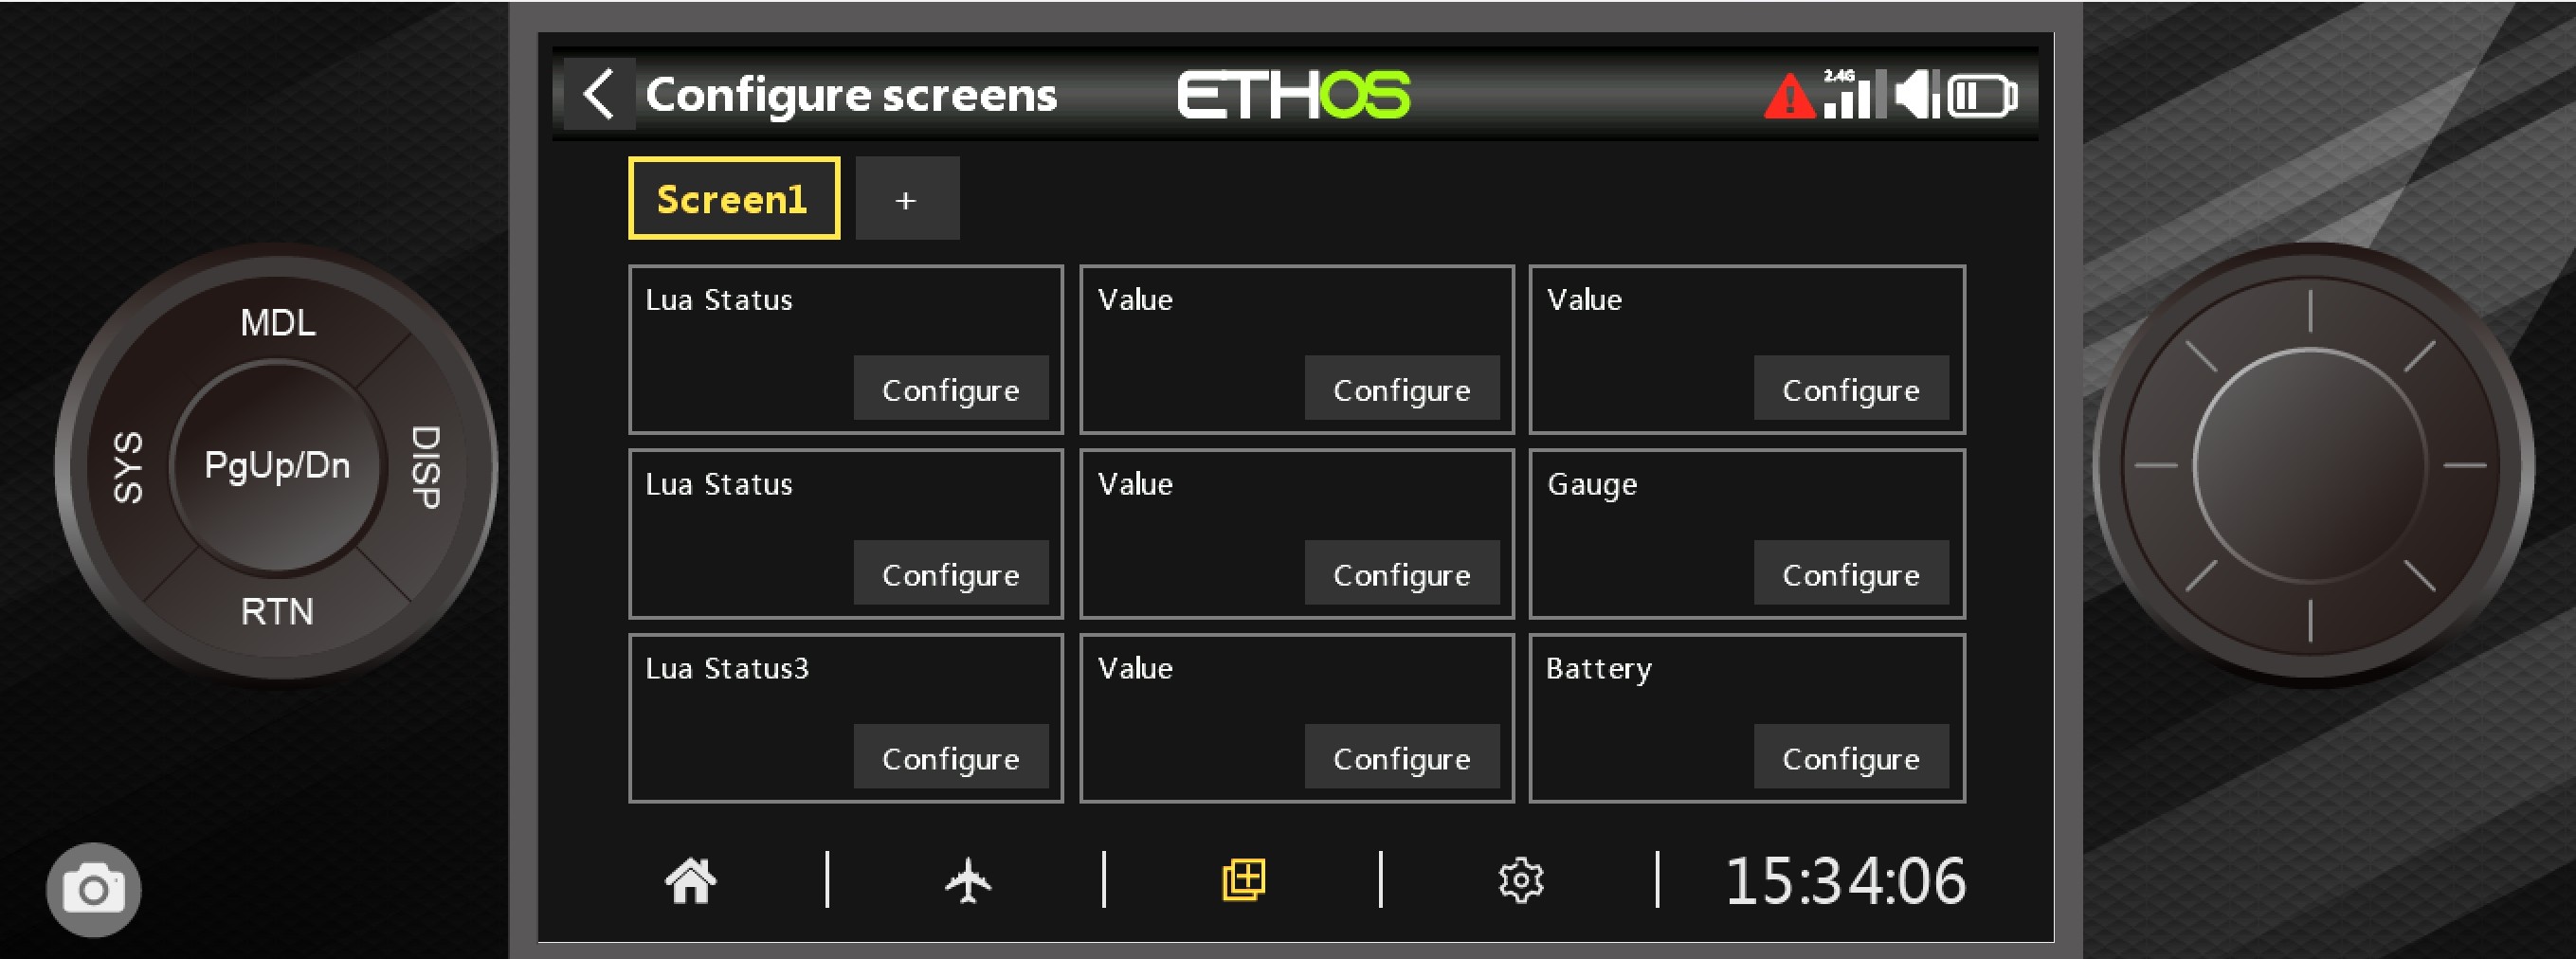 Configure screens
ETHOS
2.4G
Screen1
+
MDL
SYS
PgUp/Dn
DISP
RTN
Lua Status
Value
Value
Configure
Configure
Configure
Lua Status
Value
Gauge
Configure
Configure
Configure
Lua Status3
Value
Battery
Configure
Configure
Configure
15:34:06